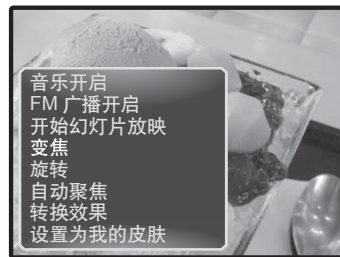 音乐开启
FM 广播开启
开始幻灯片放映
变焦
旋转
自动聚焦
转换效果
设置为我的皮肤